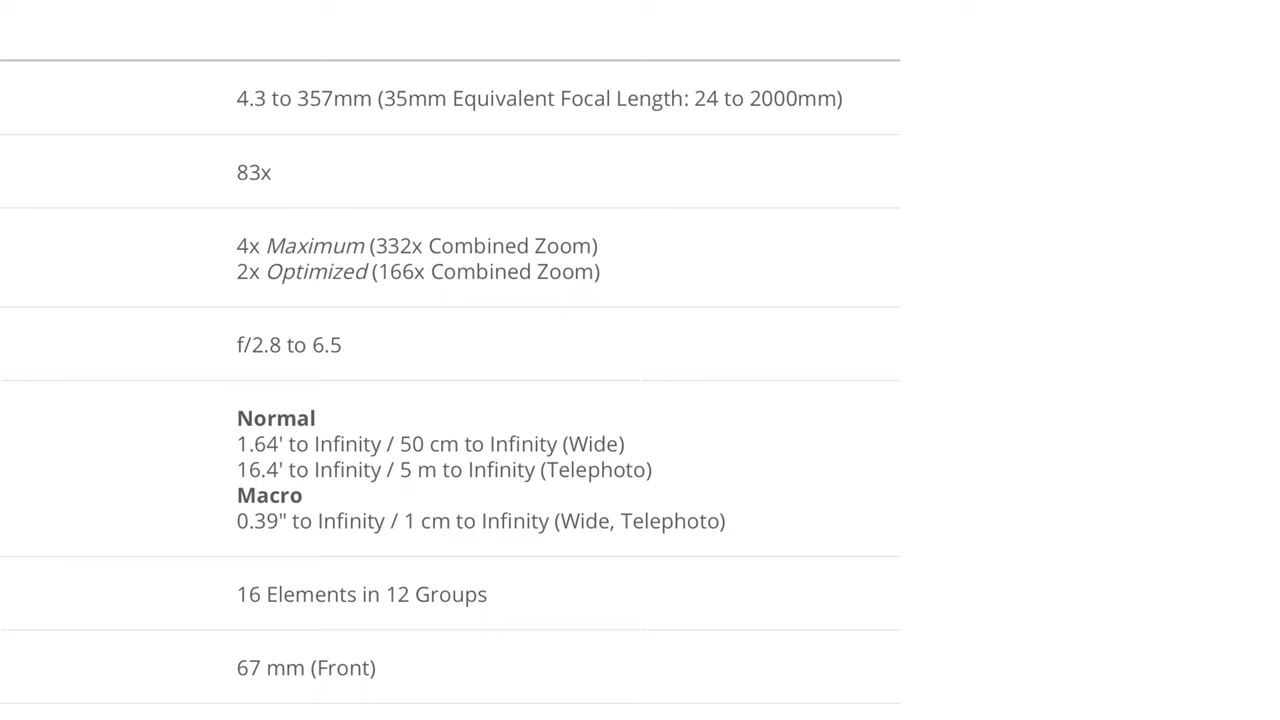 4.3 to 357mm (35mm Equivalent Focal Length: 24 to 2000mm)
83x
4x Maximum (332x Combined Zoom)
2x Optimized (166x Combined Zoom)
f/2.8 to 6.5
Normal
1.64' to Infinity / 50 cm to Infinity (Wide)
16.4' to Infinity / 5 m to Infinity (Telephoto)
Macro
0.39" to Infinity / 1 cm to Infinity (Wide, Telephoto)
16 Elements in 12 Groups
67 mm (Front)